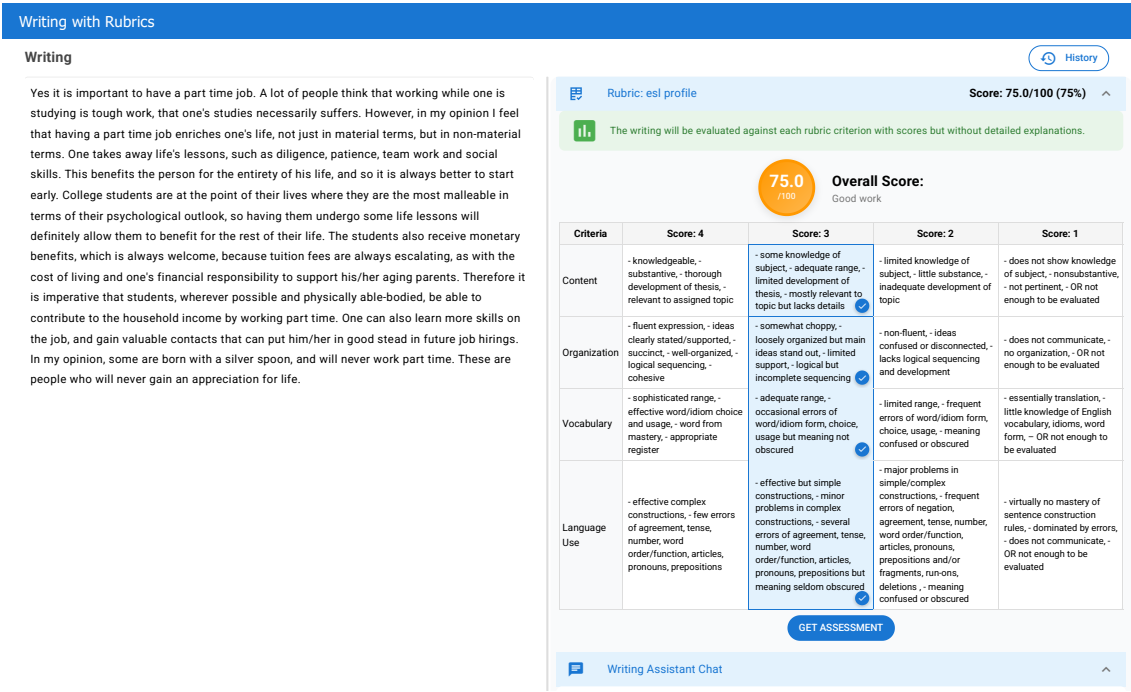 Writing with Rubrics
Writing
History
Yes it is important to have a part time job. A lot of people think that working while one is
studying is tough work, that one's studies necessarily suffers. However, in my opinion I feel
that having a part time job enriches one's life, not just in material terms, but in non-material
terms. One takes away life's lessons, such as diligence, patience, team work and social
skills. This benefits the person for the entirety of his life, and so it is always better to start
early. College students are at the point of their lives where they are the most malleable in
terms of their psychological outlook, so having them undergo some life lessons will
definitely allow them to benefit for the rest of their life. The students also receive monetary
benefits, which is always welcome, because tuition fees are always escalating, as with the
cost of living and one's financial responsibility to support his/her aging parents. Therefore it
is imperative that students, wherever possible and physically able-bodied, be able to
contribute to the household income by working part time. One can also learn more skills on
the job, and gain valuable contacts that can put him/her in good stead in future job hirings.
In my opinion, some are born with a silver spoon, and will never work part time. These are
people who will never gain an appreciation for life.
Rubric: esl profile
Score: 75.0/100 (75%)
The writing will be evaluated against each rubric criterion with scores but without detailed explanations.
75.0
/100
Overall Score:
Good work
Criteria
Score: 4
Score: 3
Score: 2
Score: 1
Content
- knowledgeable, -
substantive, - thorough
development of thesis, -
relevant to assigned topic
- some knowledge of
subject, - adequate range, -
limited development of
thesis, - mostly relevant to
topic but lacks details
- limited knowledge of
subject, - little substance, -
inadequate development of
topic
- does not show knowledge
of subject, - nonsubstantive,
- not pertinent, - OR not
enough to be evaluated
Organization
- fluent expression, - ideas
clearly stated/supported, -
succinct, - well-organized, -
logical sequencing, -
cohesive
- somewhat choppy, -
loosely organized but main
ideas stand out, - limited
support, - logical but
incomplete sequencing
- non-fluent, - ideas
confused or disconnected, -
lacks logical sequencing
and development
- does not communicate, -
no organization, - OR not
enough to be evaluated
Vocabulary
- sophisticated range, -
effective word/idiom choice
and usage, - word from
mastery, - appropriate
register
- adequate range, -
occasional errors of
word/idiom form, choice,
usage but meaning not
obscured
- limited range, - frequent
errors of word/idiom form,
choice, usage, - meaning
confused or obscured
- essentially translation, -
little knowledge of English
vocabulary, idioms, word
form, – OR not enough to
be evaluated
Language
Use
- effective complex
constructions, - few errors
of agreement, tense,
number, word
order/function, articles,
pronouns, prepositions
- effective but simple
constructions, - minor
problems in complex
constructions, - several
errors of agreement, tense,
number, word
order/function, articles,
pronouns, prepositions but
meaning seldom obscured
- major problems in
simple/complex
constructions, - frequent
errors of negation,
agreement, tense, number,
word order/function,
articles, pronouns,
prepositions and/or
fragments, run-ons,
deletions , - meaning
confused or obscured
- virtually no mastery of
sentence construction
rules, - dominated by errors,
- does not communicate, -
OR not enough to be
evaluated
GET ASSESSMENT
Writing Assistant Chat